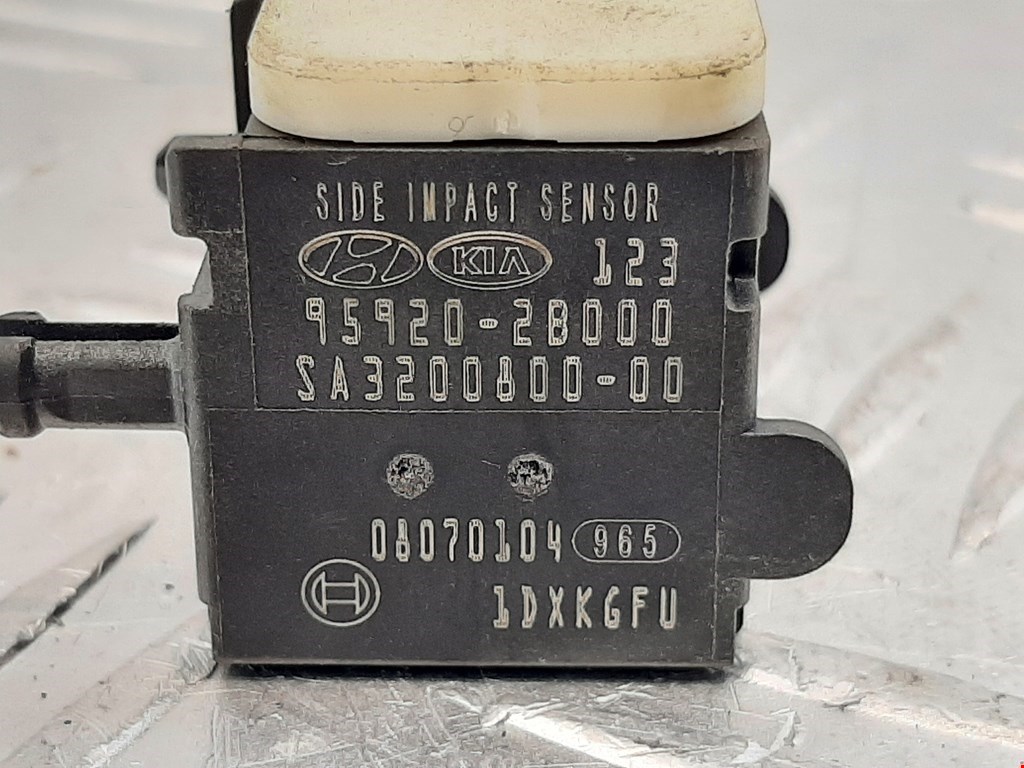 SIDE IMPACT SENSOR
KIA 123
95920-2B000
SA3200800-00
08070104 965
1DXKGFU